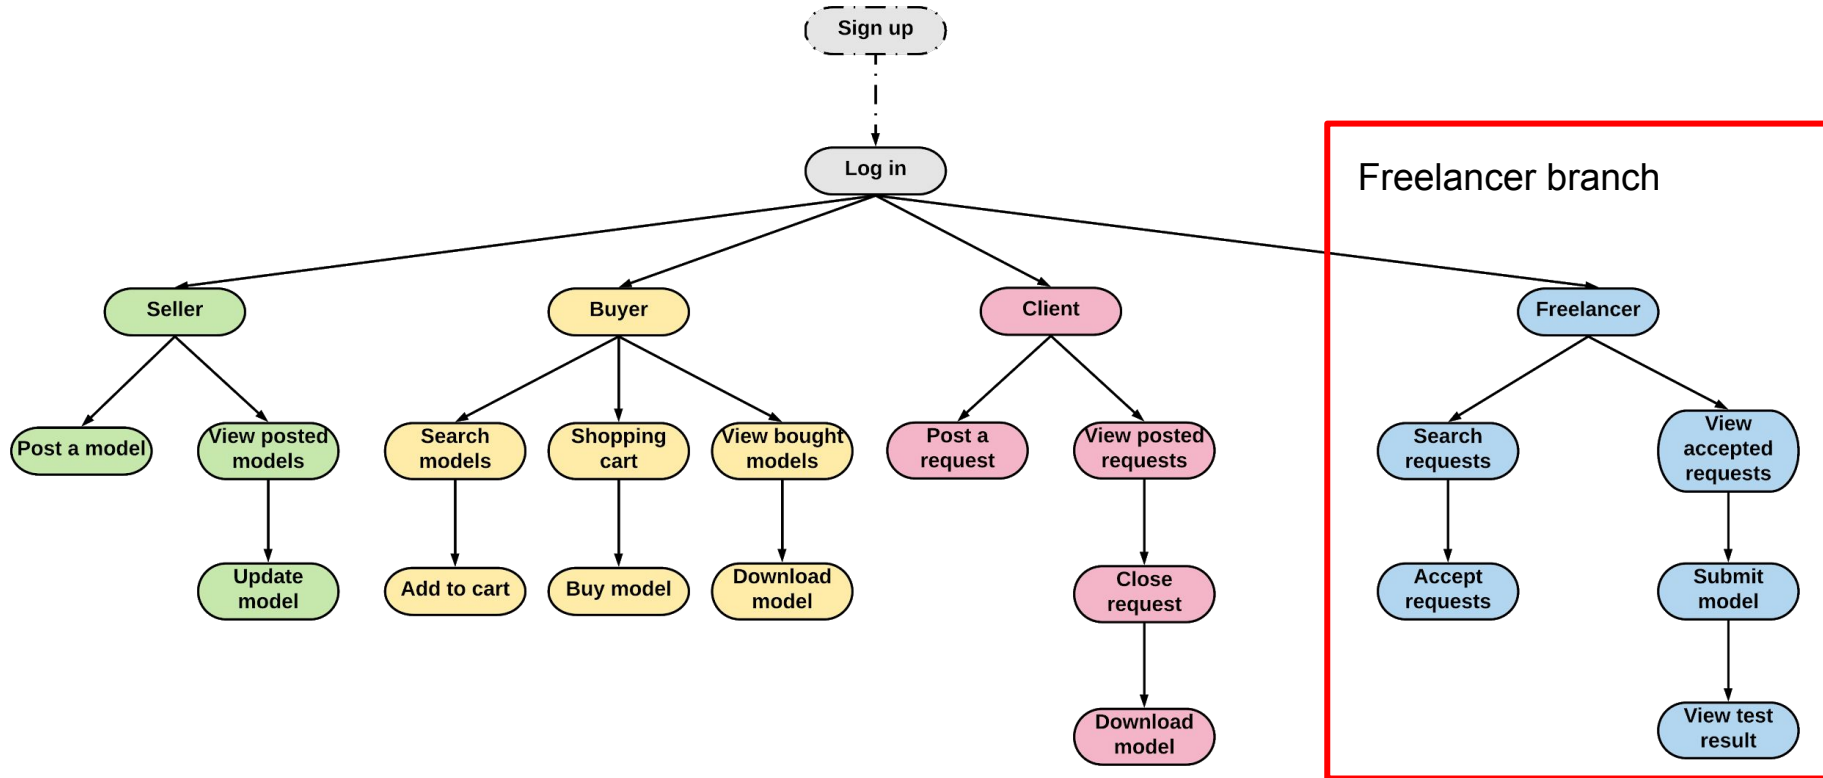 Sign up
Log in
Freelancer branch
Seller
Buyer
Client
Freelancer
Post a model
View posted
models
Search
models
Shopping
cart
View bought
models
Post a
request
View posted
requests
Search
requests
View
accepted
requests
Update
model
Add to cart
Buy model
Download
model
Close
request
Accept
requests
Submit
model
Download
model
View test
result